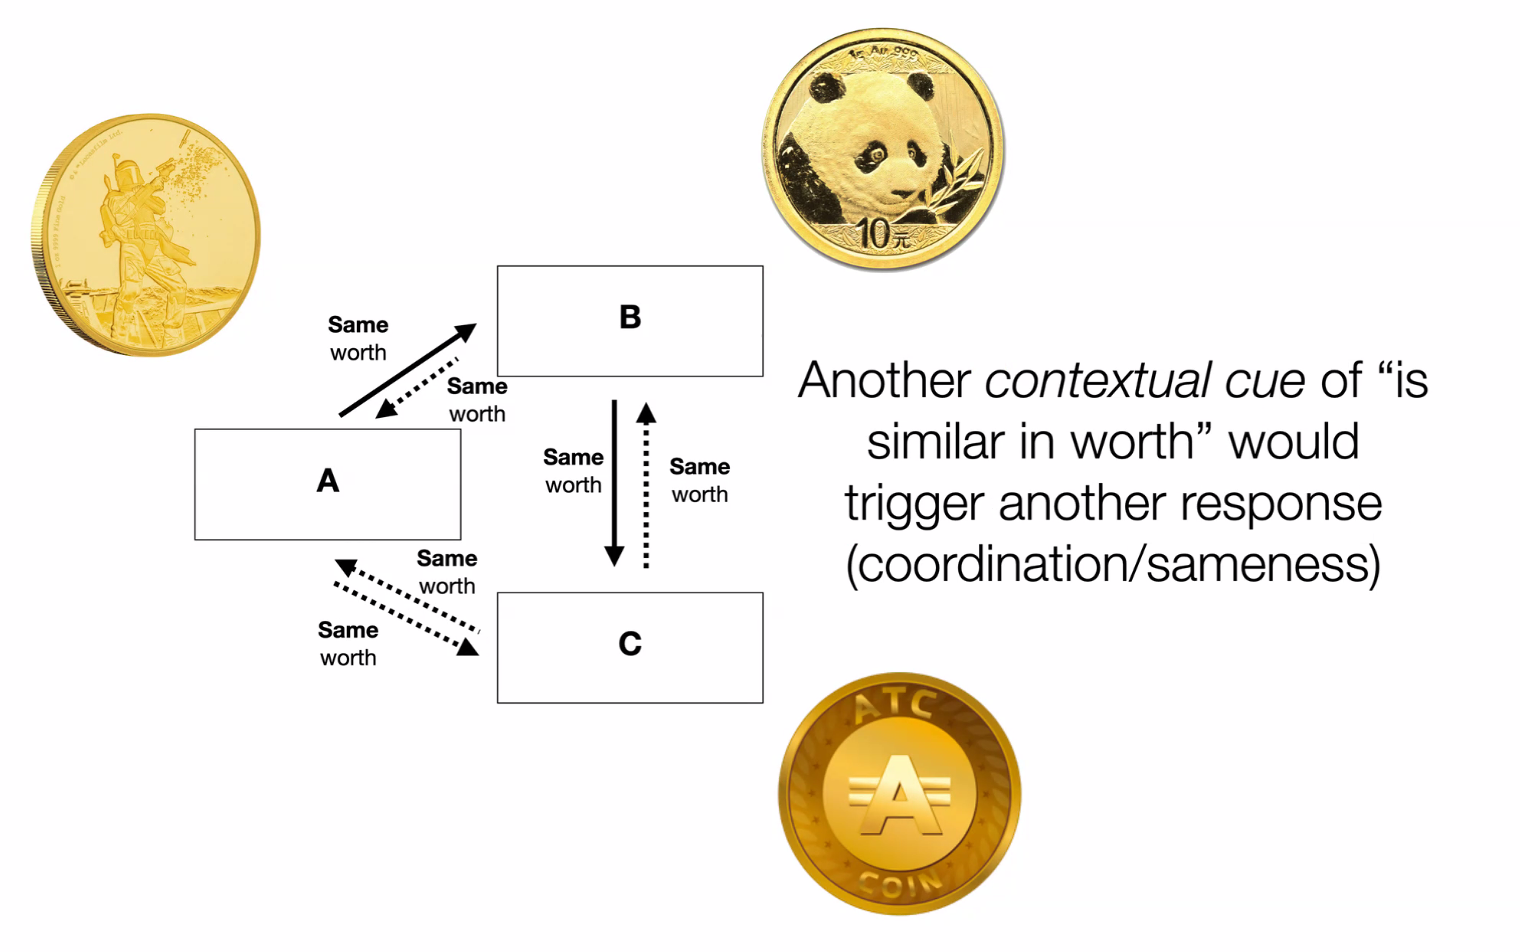 1g Au .999
10元
Same
worth
B
Same
worth
A
Same
worth
Same
worth
Same
worth
Same
worth
C
Another contextual cue of “is
similar in worth” would
trigger another response
(coordination/sameness)
ATC
A
COIN